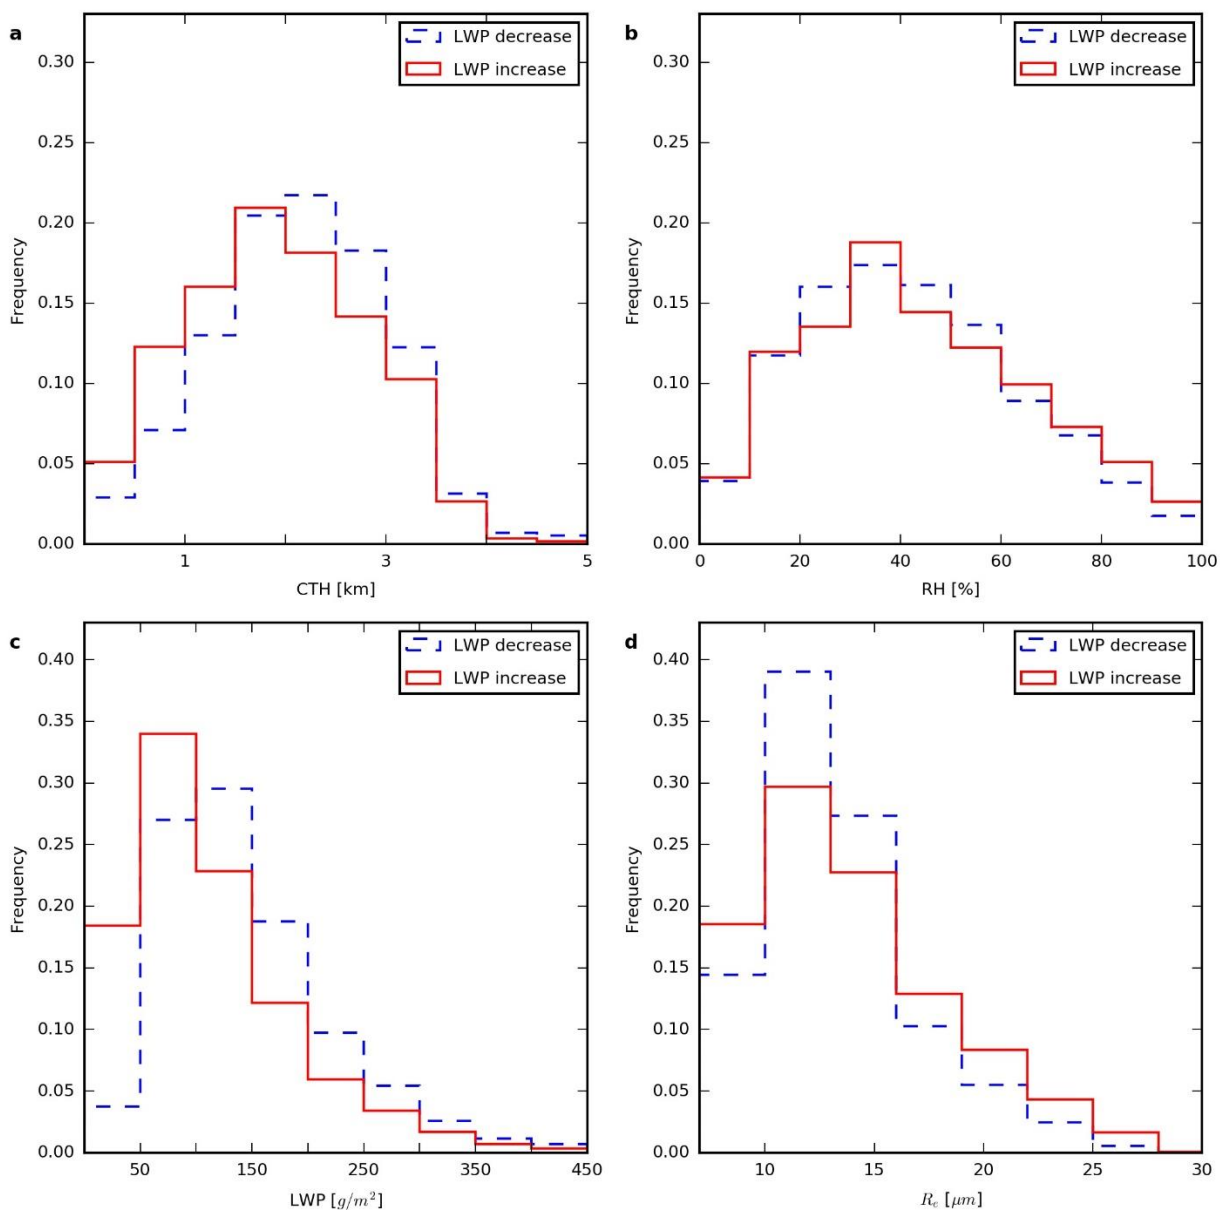 a
LWP decrease
LWP increase
0.30
0.25
0.20
0.15
0.10
0.05
0.00
Frequency
1 3 5
CTH [km]
b
LWP decrease
LWP increase
0.30
0.25
0.20
0.15
0.10
0.05
0.00
Frequency
0 20 40 60 80 100
RH [%]
c
LWP decrease
LWP increase
0.40
0.35
0.30
0.25
0.20
0.15
0.10
0.05
0.00
Frequency
50 150 250 350 450
LWP [g/m²]
d
LWP decrease
LWP increase
0.40
0.35
0.30
0.25
0.20
0.15
0.10
0.05
0.00
Frequency
10 15 20 25 30
Rₑ [μm]